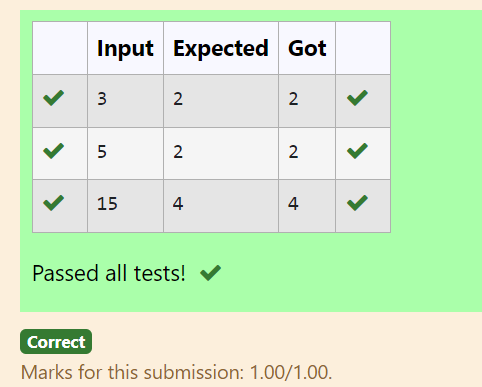 Input Expected Got
3 2 2
5 2 2
15 4 4
Passed all tests!
Correct
Marks for this submission: 1.00/1.00.